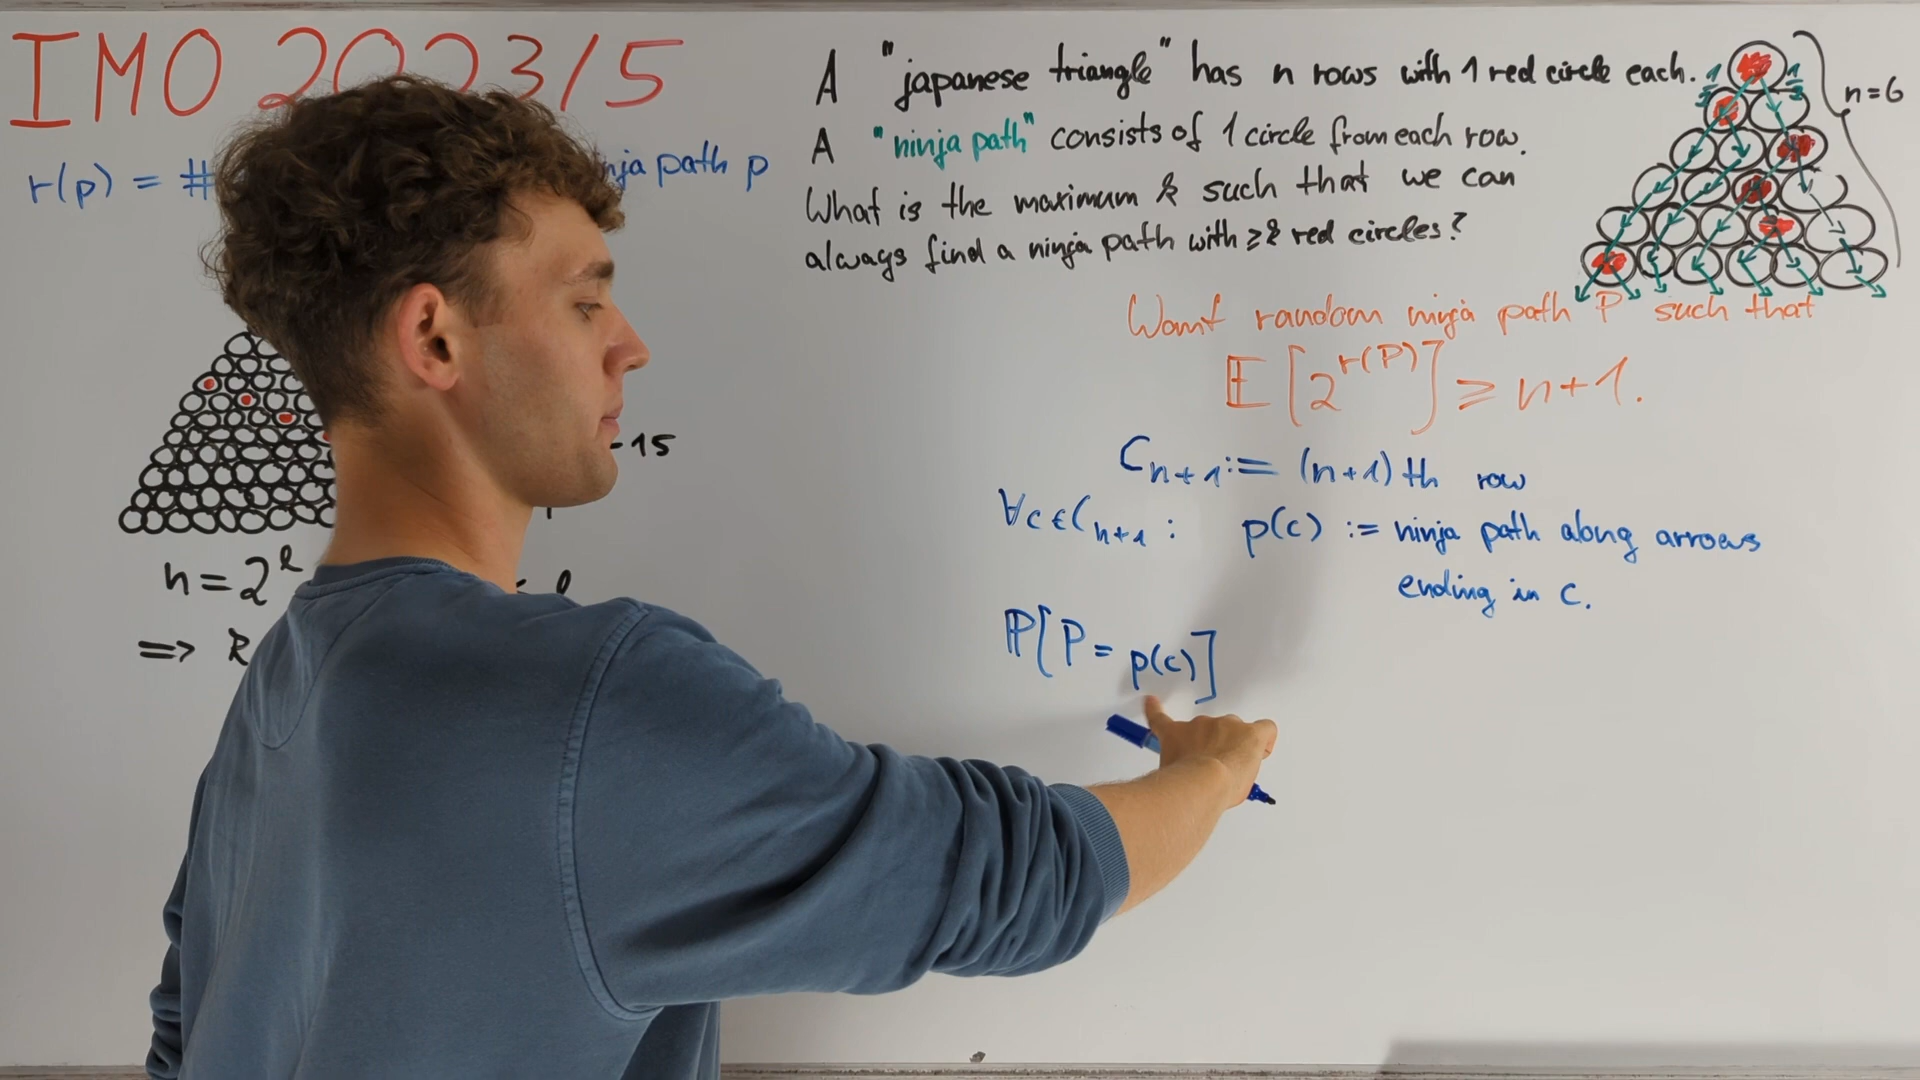 IMO 2023/5
r(p) = # ninja path p
A "japanese triangle" has n rows with 1 red circle each.
A "ninja path" consists of 1 circle from each row.
What is the maximum k such that we can
always find a ninja path with ≥k red circles?
n=6
Want random ninja path P such that
𝔼[2^{r(P)}] ≥ n+1.
C_{n+1} := (n+1)th row
∀c∈C_{n+1}: p(c) := ninja path along arrows
ending in c.
ℙ[P = p(c)]
-15
n=2^l
=> k